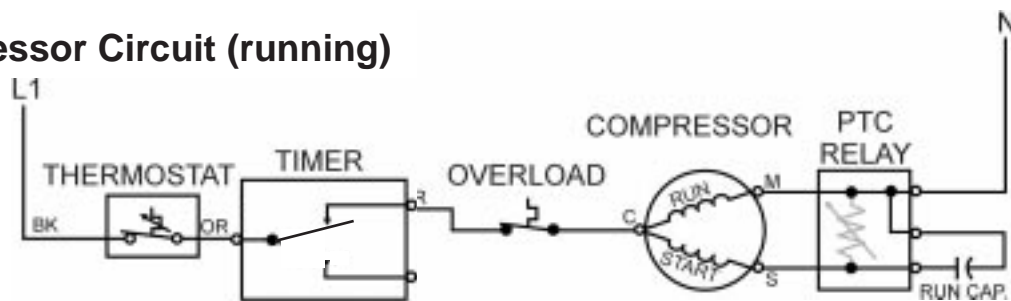 essor Circuit (running)
N
L1
COMPRESSOR
PTC
RELAY
THERMOSTAT
TIMER
OVERLOAD
BK
OR
R
C
RUN
START
M
S
RUN CAP.